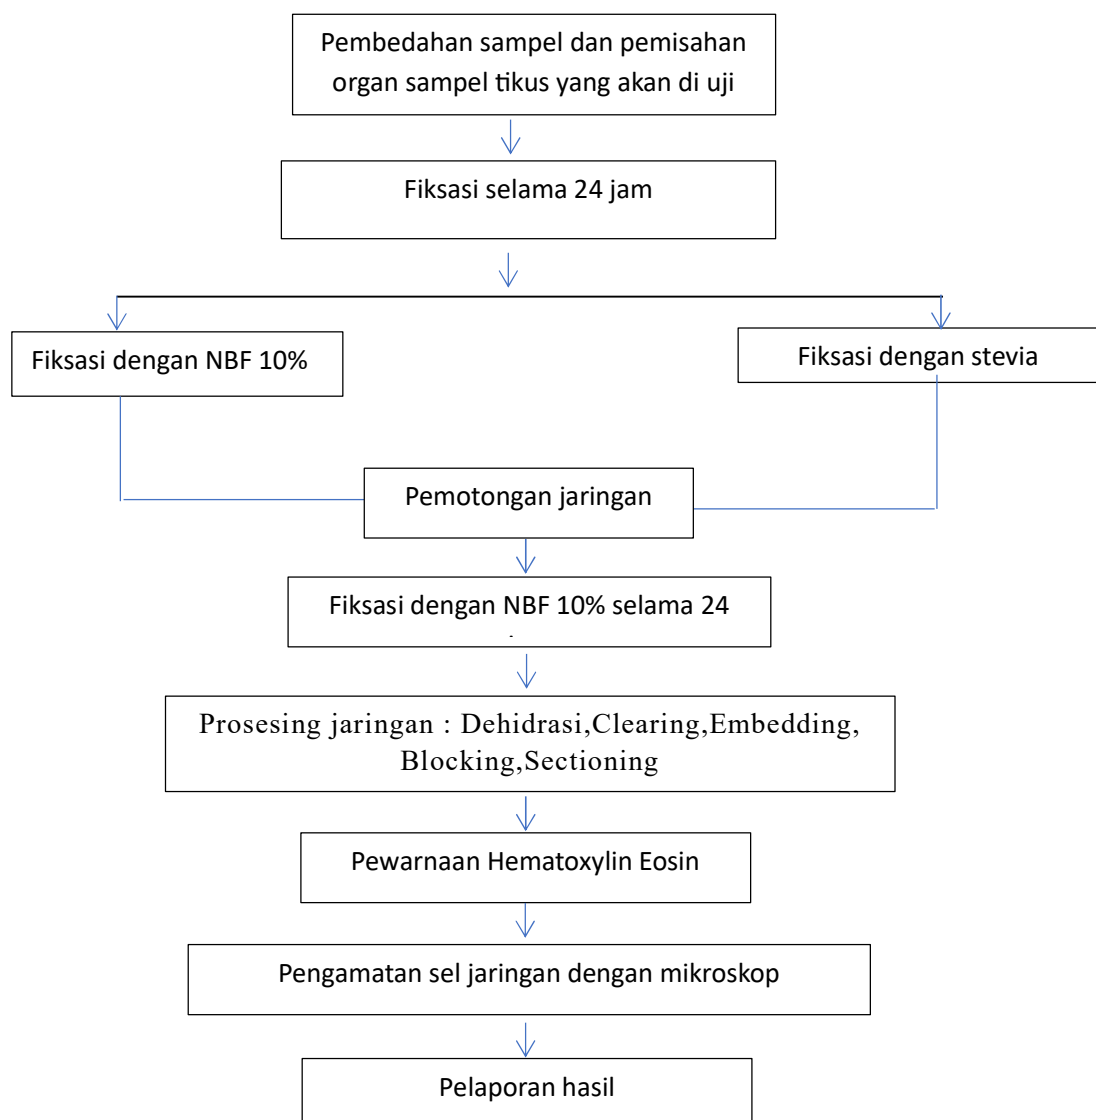 Pembedahan sampel dan pemisahan
organ sampel tikus yang akan di uji
Fiksasi selama 24 jam
Fiksasi dengan NBF 10%
Fiksasi dengan stevia
Pemotongan jaringan
Fiksasi dengan NBF 10% selama 24
Prosesing jaringan : Dehidrasi,Clearing,Embedding,
Blocking,Sectioning
Pewarnaan Hematoxylin Eosin
Pengamatan sel jaringan dengan mikroskop
Pelaporan hasil